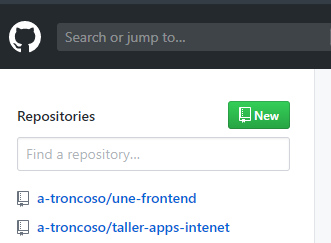 Search or jump to...
Repositories
New
Find a repository...
a-troncoso/une-frontend
a-troncoso/taller-apps-intenet